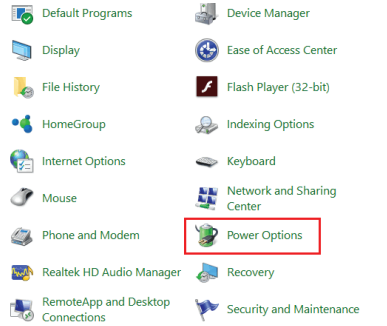 Default Programs
Device Manager
Display
Ease of Access Center
File History
Flash Player (32-bit)
HomeGroup
Indexing Options
Internet Options
Keyboard
Mouse
Network and Sharing
Center
Phone and Modem
Power Options
Realtek HD Audio Manager
Recovery
RemoteApp and Desktop
Connections
Security and Maintenance